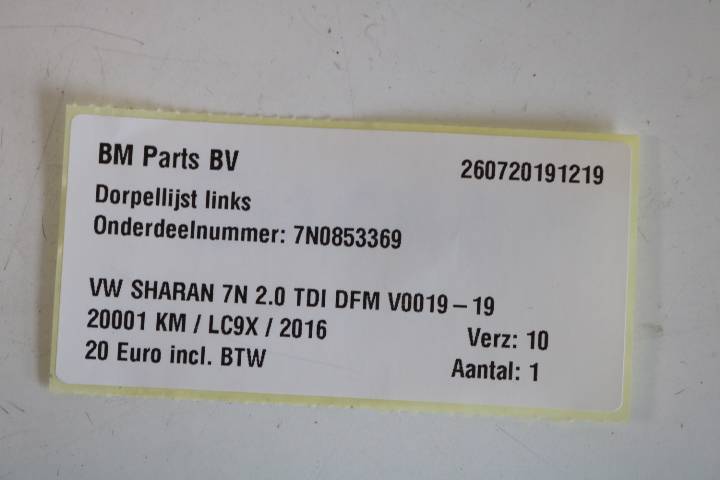 BM Parts BV
260720191219
Dorpellijst links
Onderdeelnummer: 7N0853369
VW SHARAN 7N 2.0 TDI DFM V0019 – 19
20001 KM / LC9X / 2016
Verz: 10
20 Euro incl. BTW
Aantal: 1